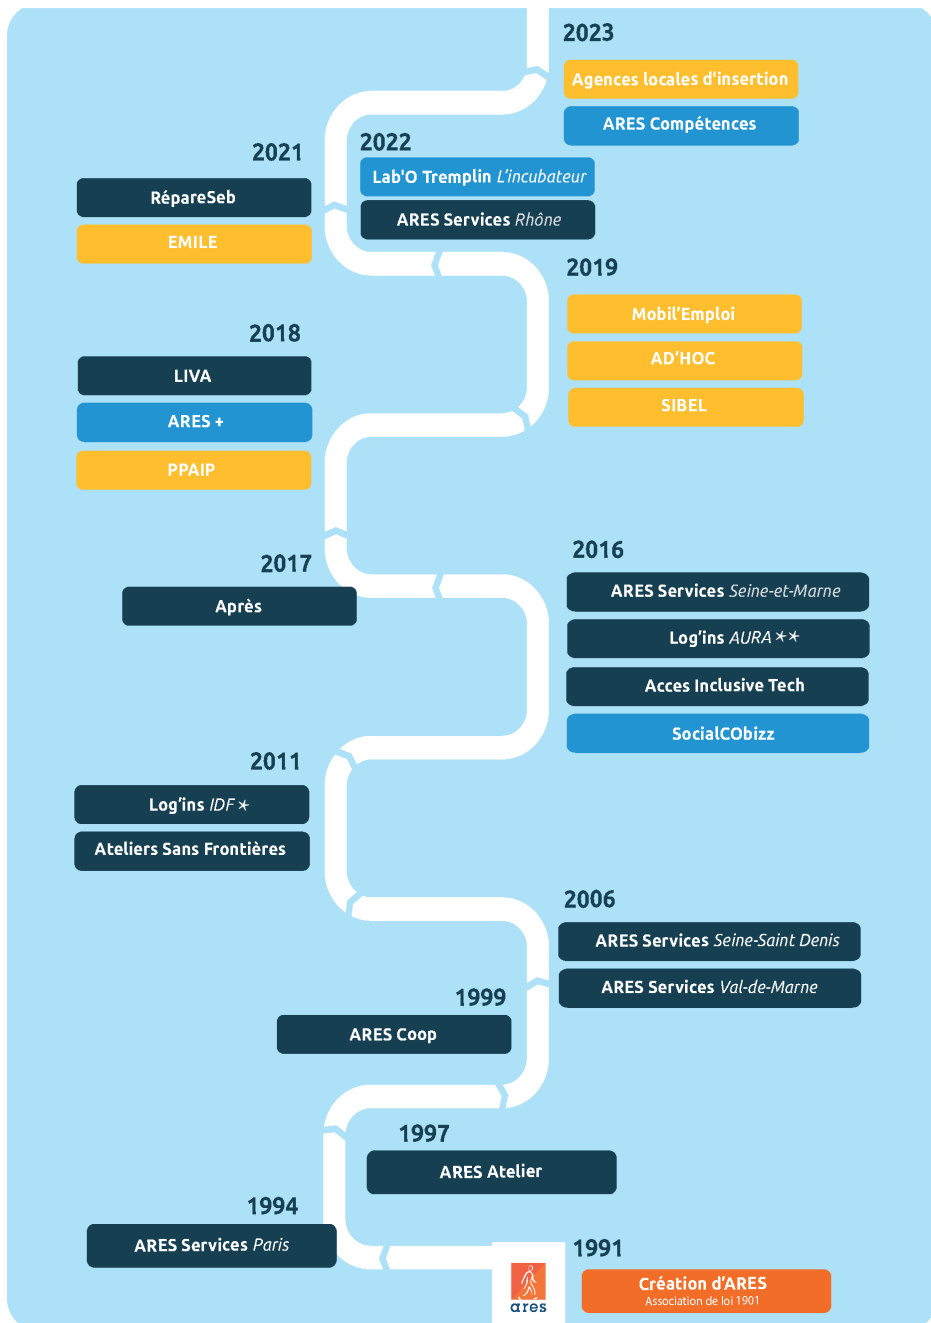 2023
Agences locales d'insertion
ARES Compétences
2022
Lab'O Tremplin L'incubateur
ARES Services Rhône
2021
RépareSeb
EMILE
2019
Mobil'Emploi
AD'HOC
SIBEL
2018
LIVA
ARES +
PPAIP
2017
Après
2016
ARES Services Seine-et-Marne
Log'ins AURA **
Acces Inclusive Tech
SocialCObizz
2011
Log'ins IDF *
Ateliers Sans Frontières
2006
ARES Services Seine-Saint Denis
ARES Services Val-de-Marne
1999
ARES Coop
1997
ARES Atelier
1994
ARES Services Paris
1991
Création d'ARES
Association de loi 1901
ares